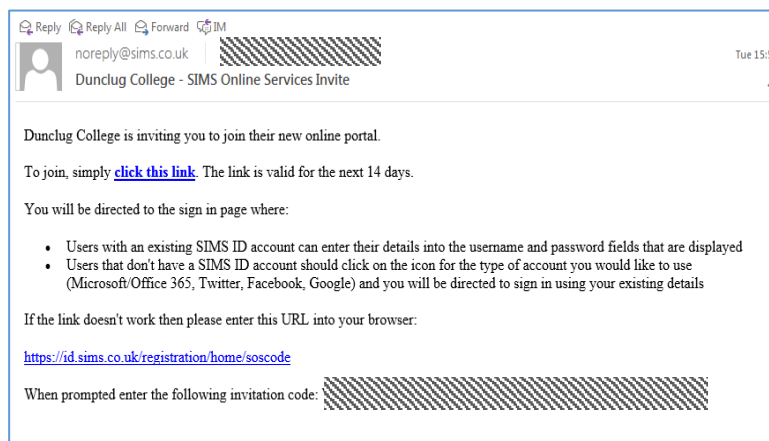 Reply Reply All Forward IM
noreply@sims.co.uk
Tue 15:
Dunclug College - SIMS Online Services Invite
Dunclug College is inviting you to join their new online portal.
To join, simply click this link. The link is valid for the next 14 days.
You will be directed to the sign in page where:
• Users with an existing SIMS ID account can enter their details into the username and password fields that are displayed
• Users that don't have a SIMS ID account should click on the icon for the type of account you would like to use
(Microsoft/Office 365, Twitter, Facebook, Google) and you will be directed to sign in using your existing details
If the link doesn't work then please enter this URL into your browser:
https://id.sims.co.uk/registration/home/soscode
When prompted enter the following invitation code: